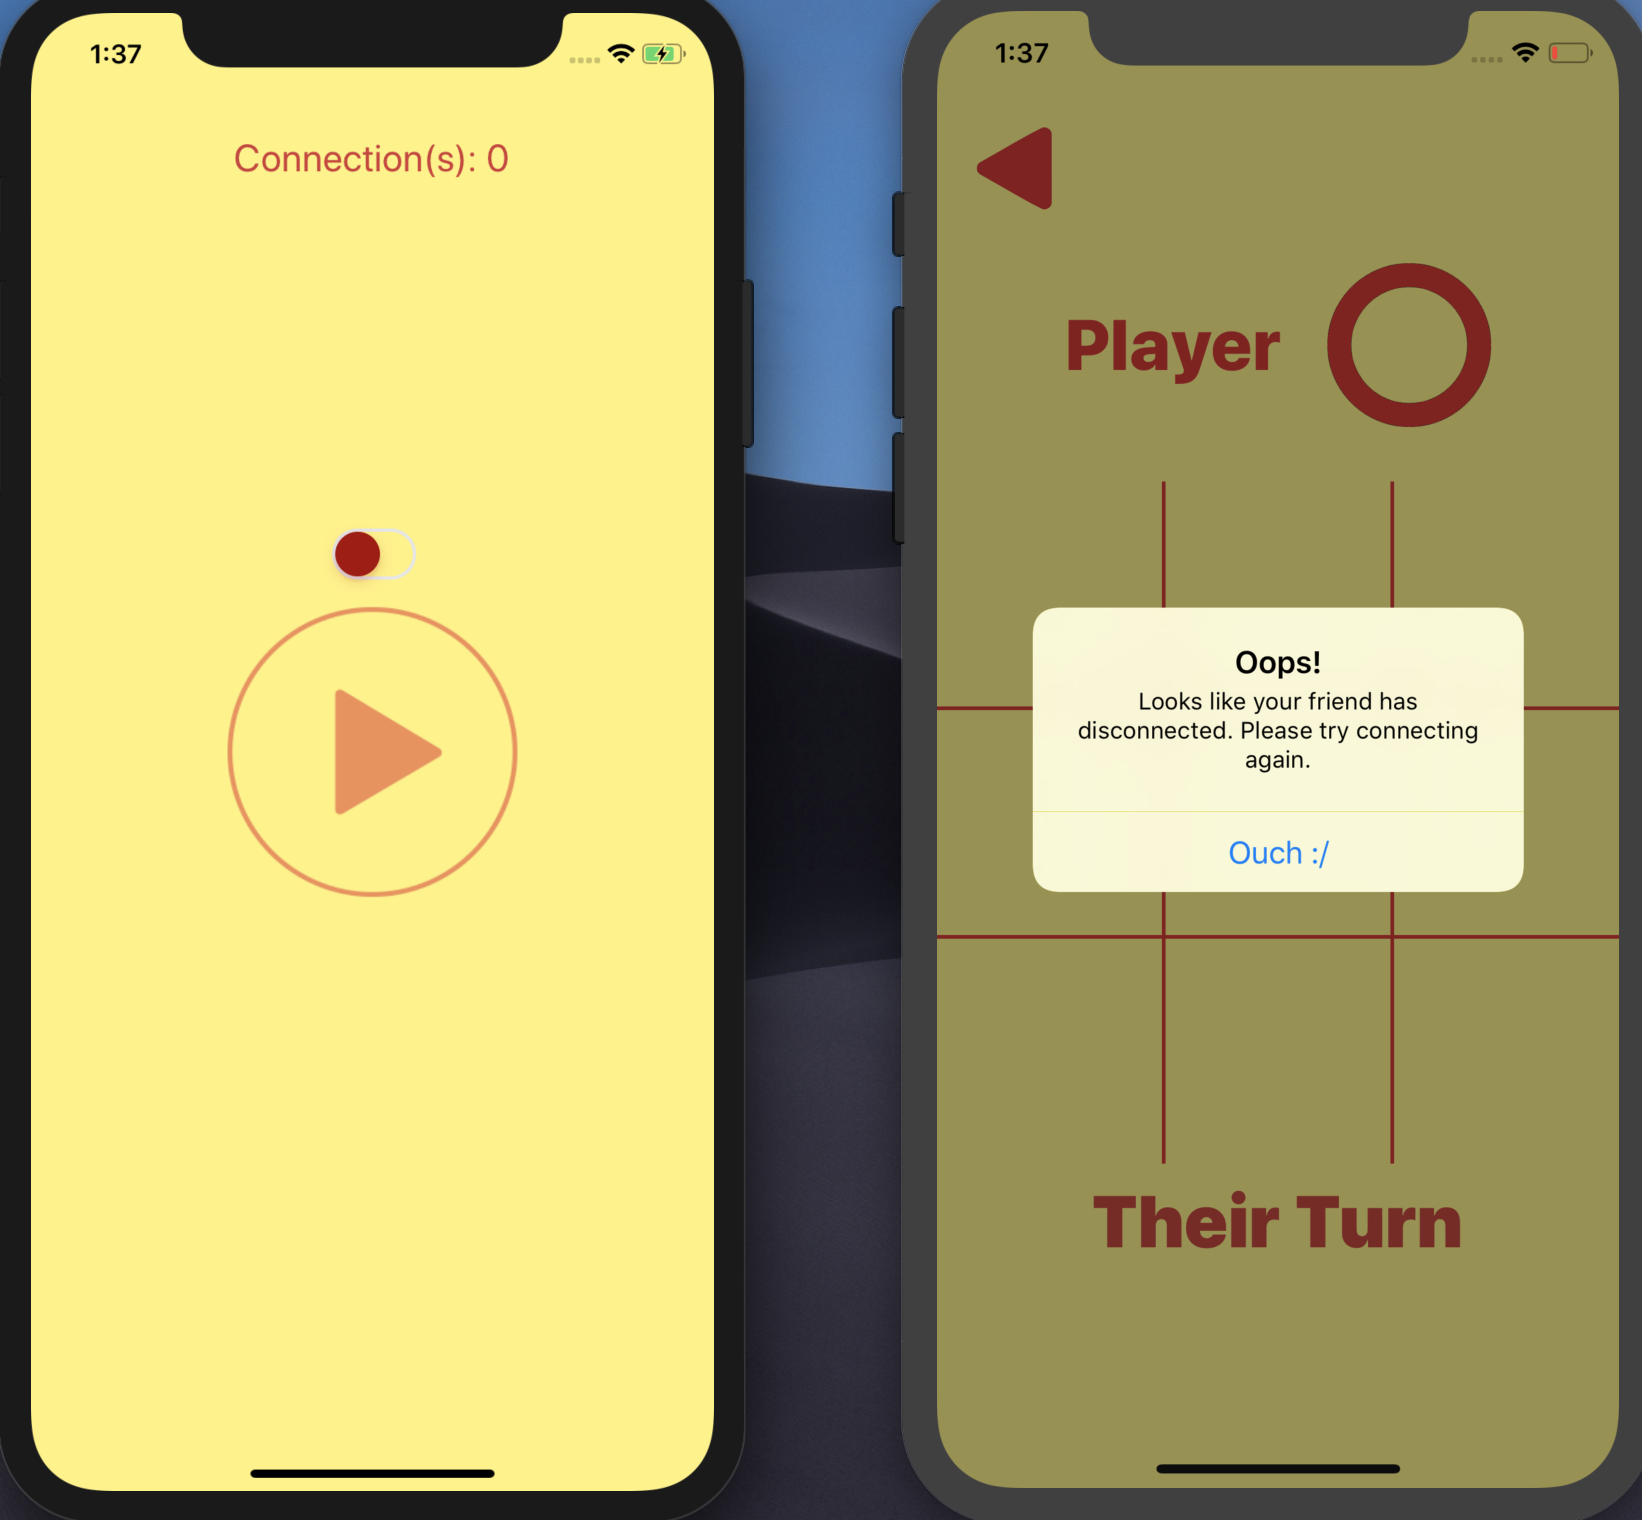 1:37
Connection(s): 0
1:37
Player
Oops!
Looks like your friend has
disconnected. Please try connecting
again.
Ouch :/
Their Turn